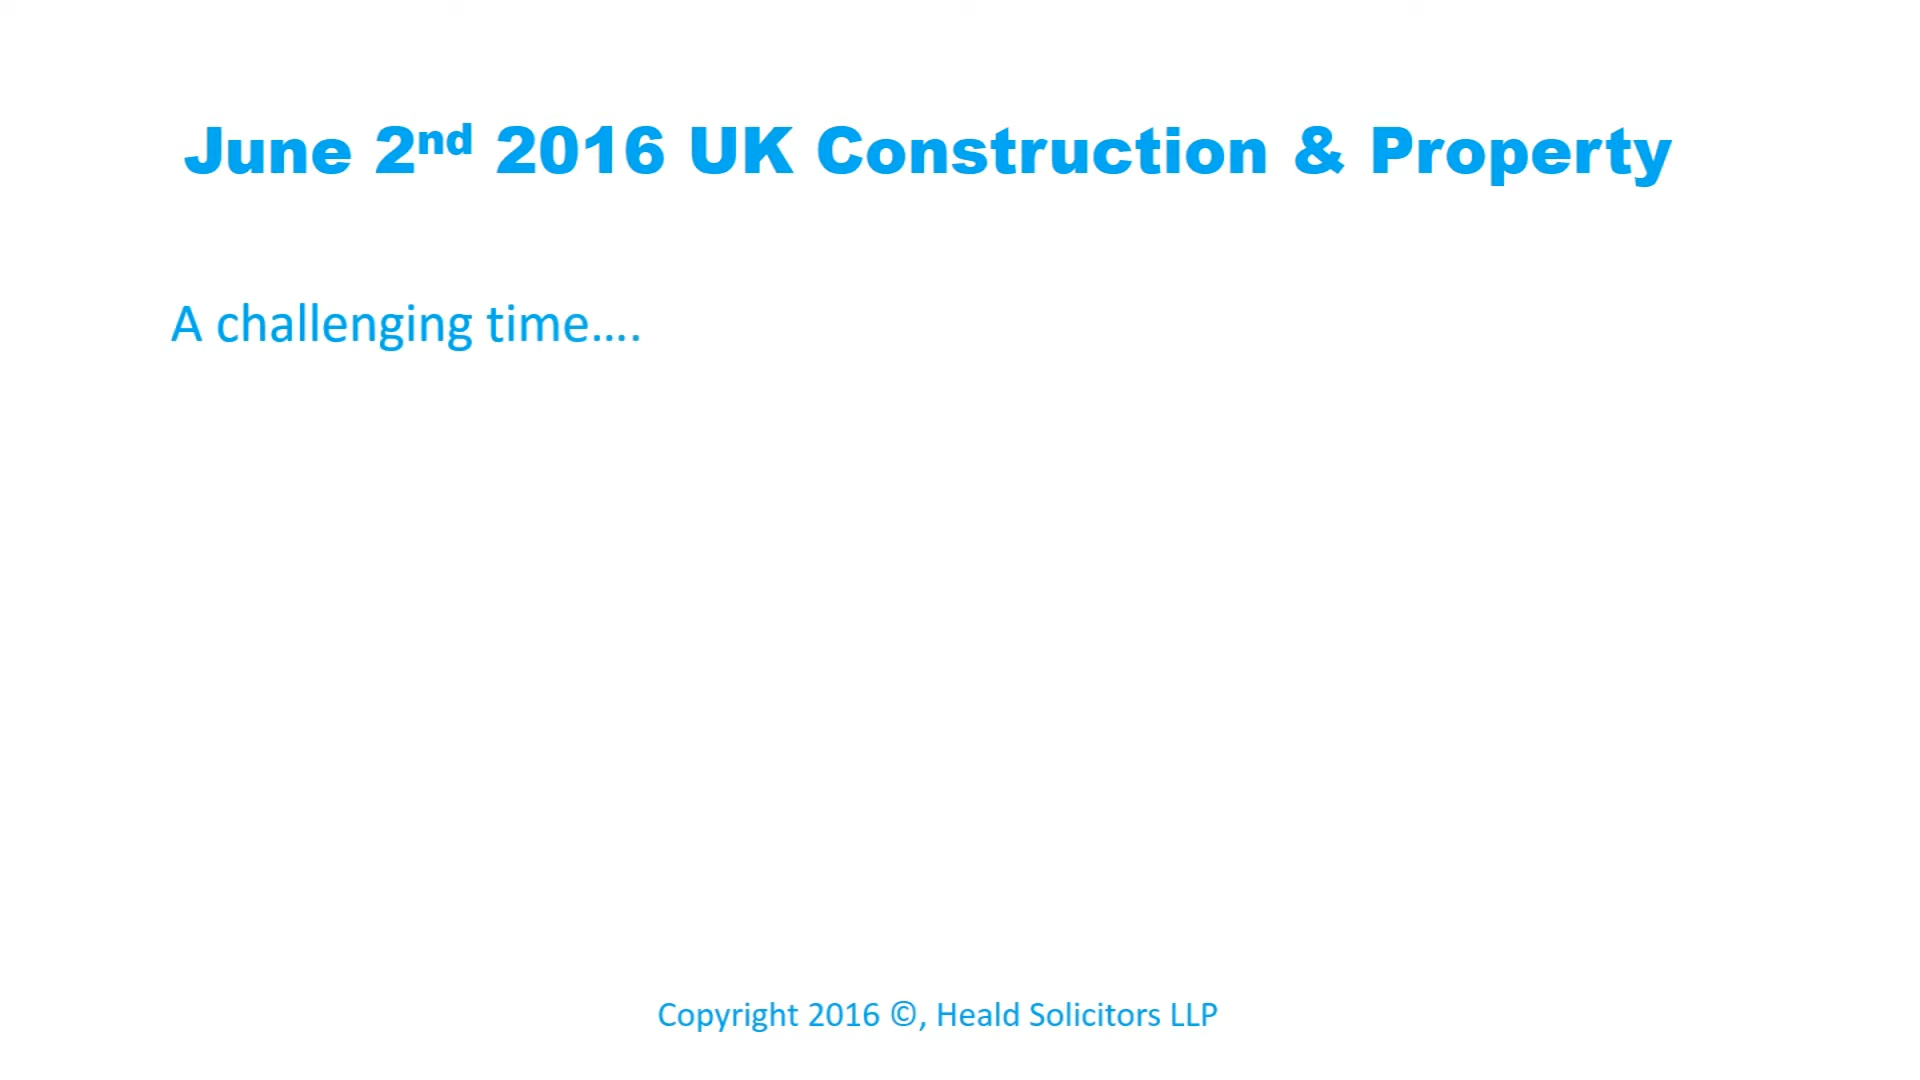 June 2nd 2016 UK Construction & Property
A challenging time....
Copyright 2016 ©, Heald Solicitors LLP